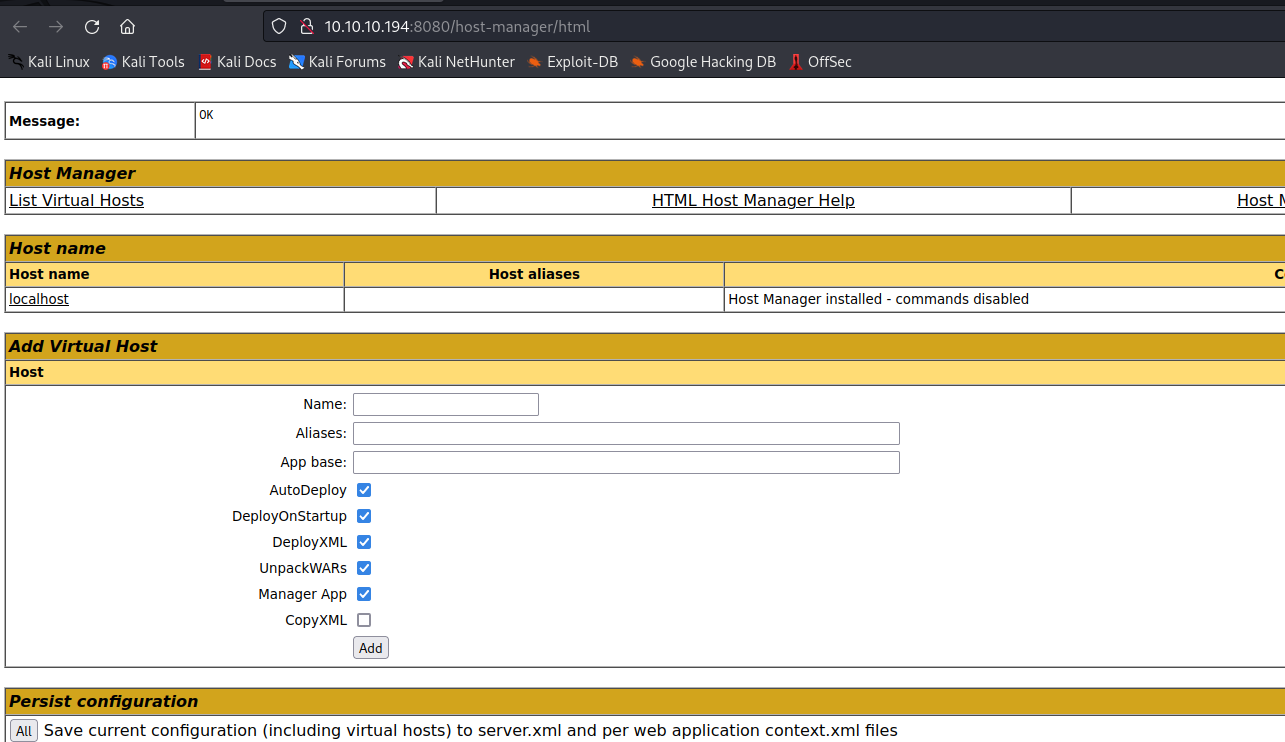 10.10.10.194:8080/host-manager/html
Kali Linux Kali Tools Kali Docs Kali Forums Kali NetHunter Exploit-DB Google Hacking DB OffSec
Message: OK
Host Manager
List Virtual Hosts HTML Host Manager Help Host M
Host name
Host name Host aliases C
localhost Host Manager installed - commands disabled
Add Virtual Host
Host
Name:
Aliases:
App base:
AutoDeploy
DeployOnStartup
DeployXML
UnpackWARs
Manager App
CopyXML
Add
Persist configuration
All Save current configuration (including virtual hosts) to server.xml and per web application context.xml files